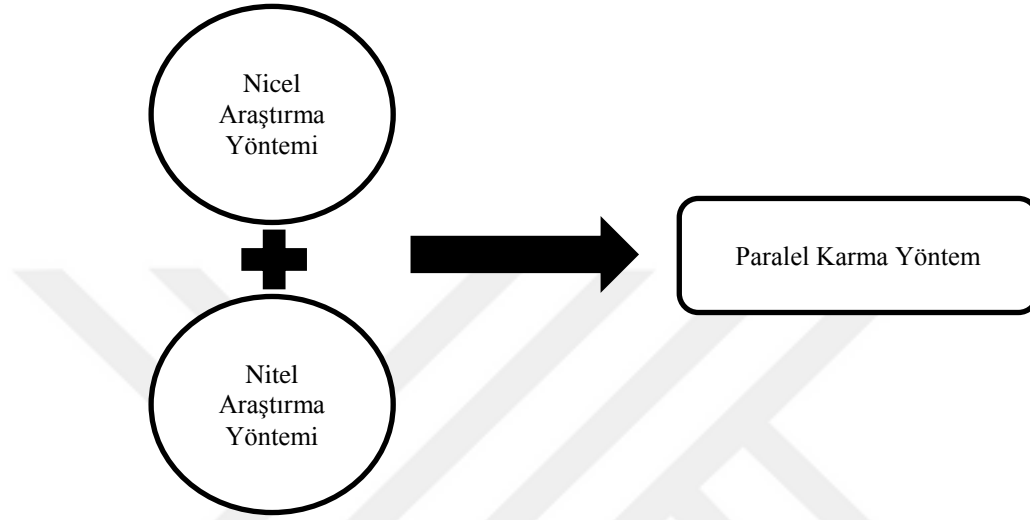 Nicel
Araştırma
Yöntemi
Paralel Karma Yöntem
Nitel
Araştırma
Yöntemi